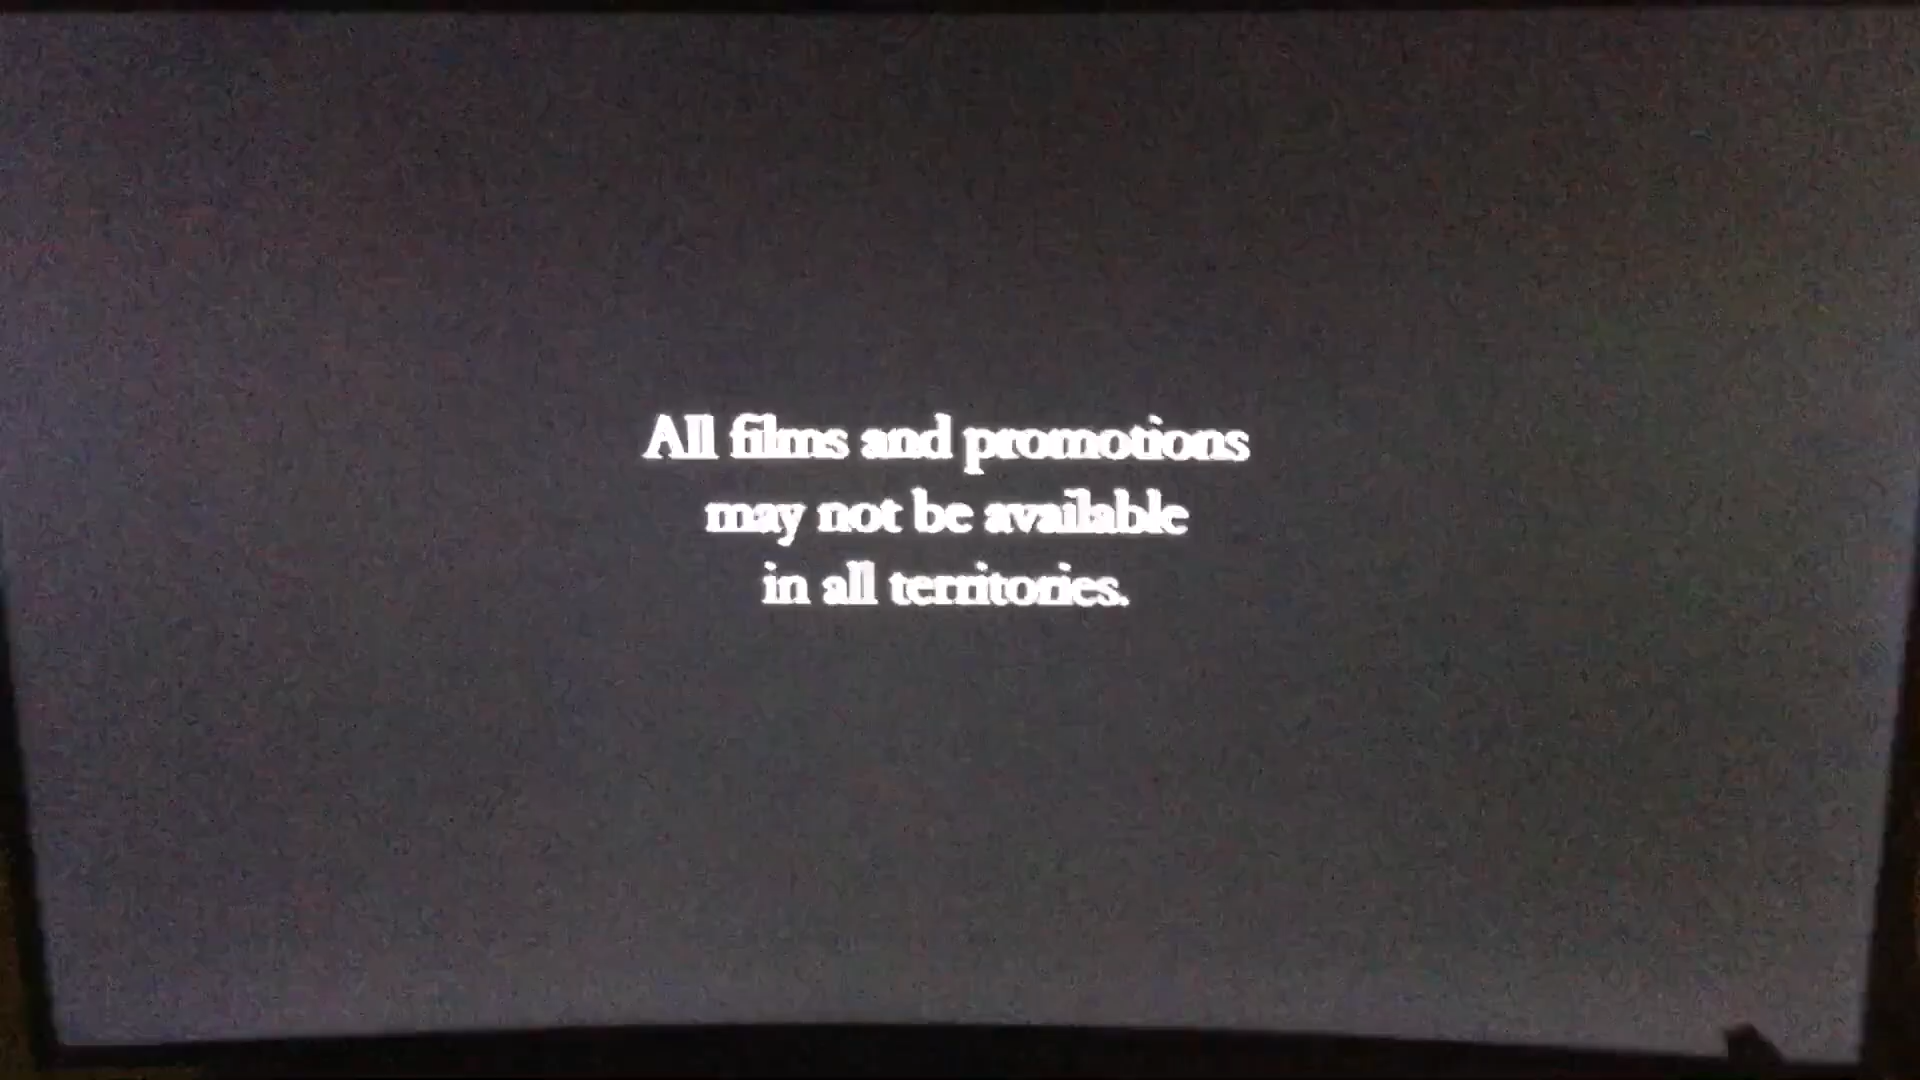 All films and promotions
may not be available
in all territories.